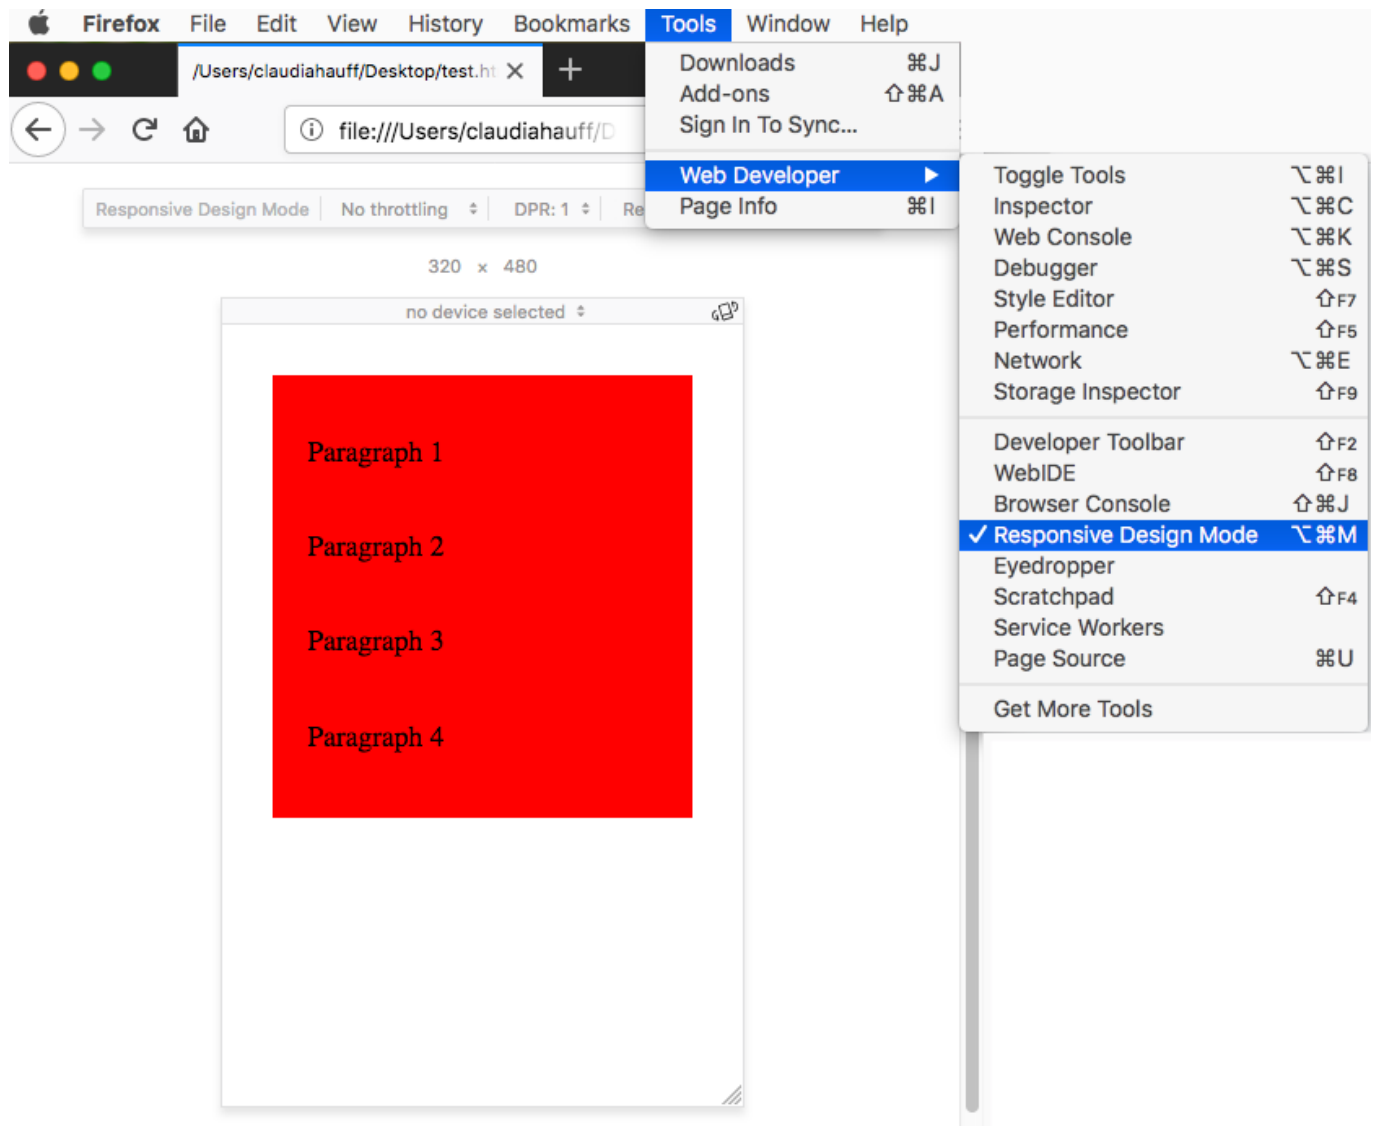 Firefox File Edit View History Bookmarks Tools Window Help
/Users/claudiahauff/Desktop/test.ht
file:///Users/claudiahauff/D
Downloads ⌘J
Add-ons ⇧⌘A
Sign In To Sync...
Web Developer ▶
Page Info ⌘I
Toggle Tools ⌥⌘I
Inspector ⌥⌘C
Web Console ⌥⌘K
Debugger ⌥⌘S
Style Editor ⇧F7
Performance ⇧F5
Network ⌥⌘E
Storage Inspector ⇧F9
Developer Toolbar ⇧F2
WebIDE ⇧F8
Browser Console ⇧⌘J
✓ Responsive Design Mode ⌥⌘M
Eyedropper
Scratchpad ⇧F4
Service Workers
Page Source ⌘U
Get More Tools
Responsive Design Mode No throttling DPR: 1 Re
320 × 480
no device selected
Paragraph 1
Paragraph 2
Paragraph 3
Paragraph 4